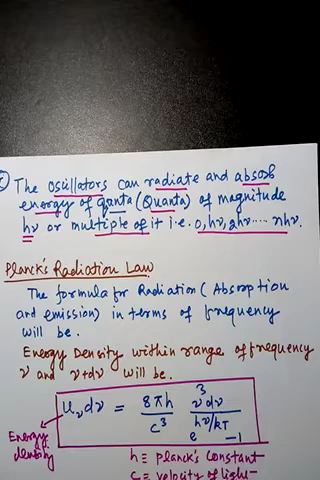 The oscillators can radiate and absorb
energy of qanta (Quanta) of magnitude
hν or multiple of it i.e. 0, hν, 2hν .... nhν.
Planck's Radiation Law
The formula for Radiation (Absorption
and emission) in terms of frequency
will be.
Energy Density within range of frequency
ν and ν+dν will be.
u_ν dν = 8πh/c³ ν³dν/(e^(hν/kT) −1)
Energy
density
h ≡ Planck's constant
c ≡ velocity of light